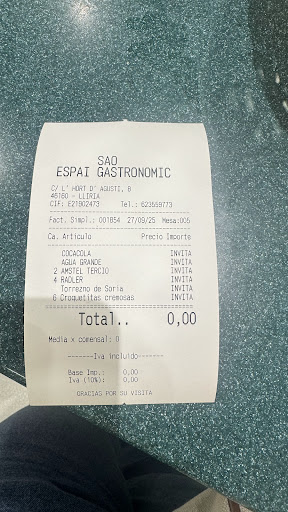 SAO
ESPAI GASTRONOMIC
C/ L' HORT D' AGUSTI, 8
46160 - LLIRIA
CIF: E21902473 Tel.: 623559773
Fact. Simpl.: 001854 27/09/25 Mesa:005
Ca. Articulo Precio Importe
COCACOLA INVITA
AGUA GRANDE INVITA
2 AMSTEL TERCIO INVITA
4 RADLER INVITA
Torrezno de Soria INVITA
6 Croquetitas cremosas INVITA
Total.. 0,00
Media x comensal: 0
-------Iva incluido-------
Base Imp.: 0,00
Iva (10%): 0,00
GRACIAS POR SU VISITA